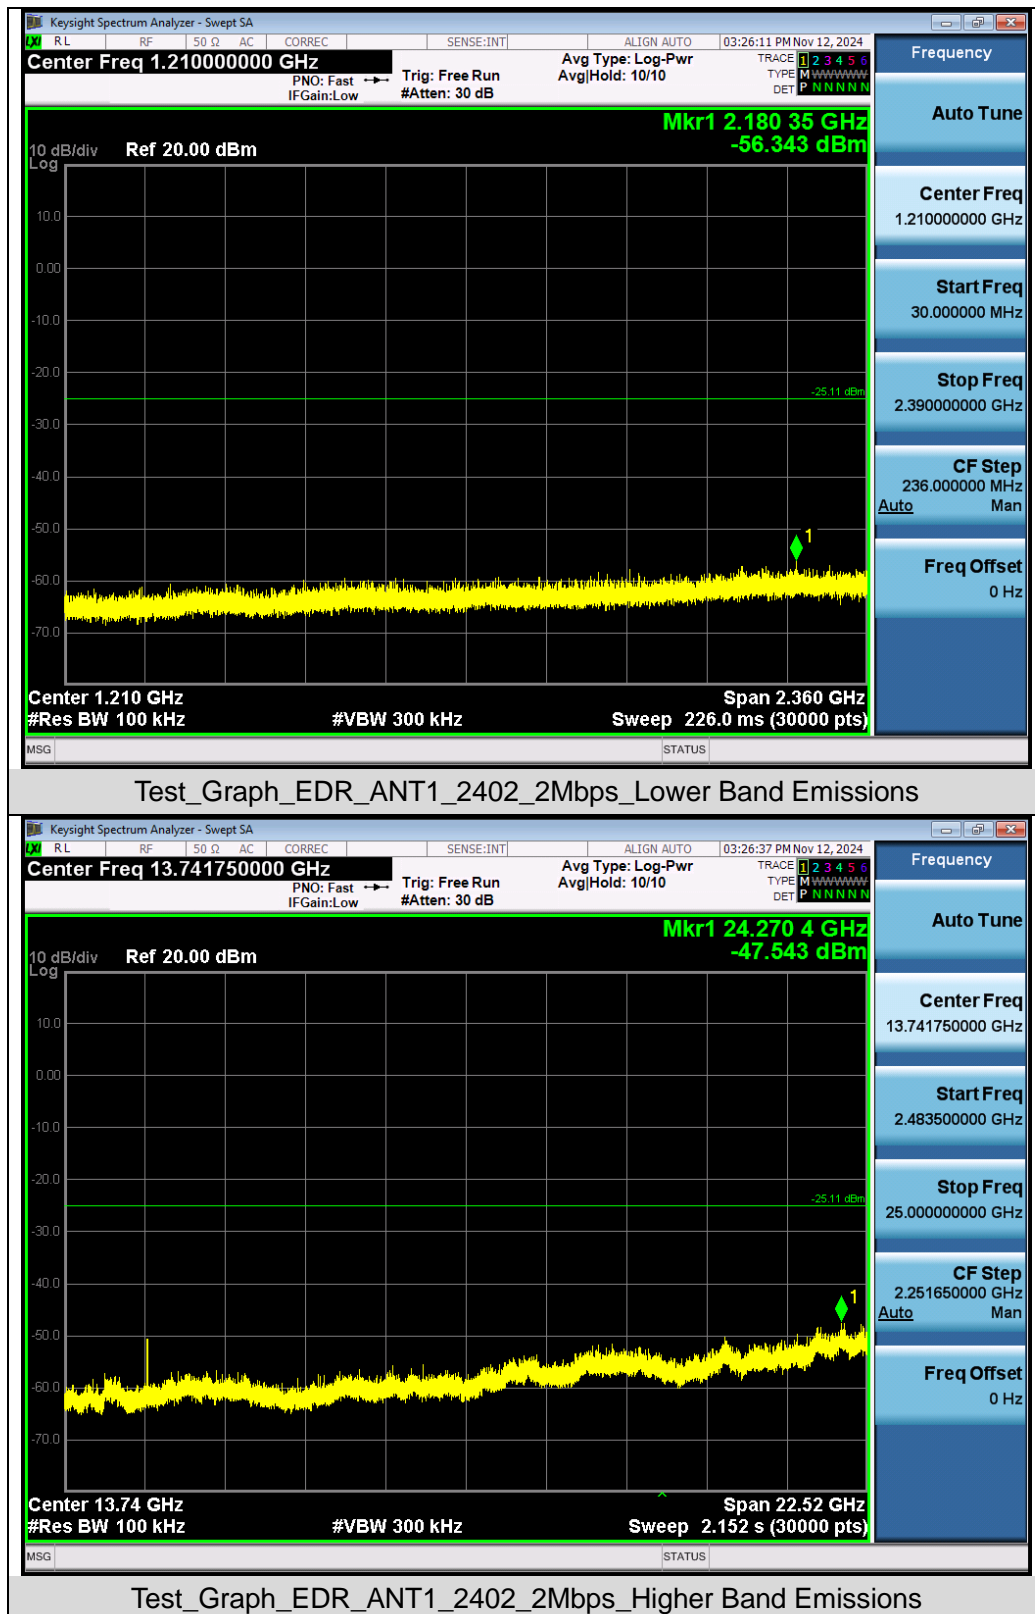 Keysight Spectrum Analyzer - Swept SA
LXI RL RF 50 Ω AC CORREC SENSE:INT ALIGN AUTO 03:26:11 PM Nov 12, 2024
Center Freq 1.210000000 GHz
PNO: Fast
IFGain:Low
Trig: Free Run
#Atten: 30 dB
Avg Type: Log-Pwr
Avg|Hold: 10/10
TRACE 1 2 3 4 5 6
TYPE M WWWWW
DET P N N N N N
Mkr1 2.180 35 GHz
-56.343 dBm
10 dB/div Ref 20.00 dBm
Log
10.0
0.00
-10.0
-20.0
-25.11 dBm
-30.0
-40.0
-50.0
1
-60.0
-70.0
Center 1.210 GHz Span 2.360 GHz
#Res BW 100 kHz #VBW 300 kHz Sweep 226.0 ms (30000 pts)
MSG STATUS
Frequency
Auto Tune
Center Freq
1.210000000 GHz
Start Freq
30.000000 MHz
Stop Freq
2.390000000 GHz
CF Step
236.000000 MHz
Auto Man
Freq Offset
0 Hz
Test_Graph_EDR_ANT1_2402_2Mbps_Lower Band Emissions
Keysight Spectrum Analyzer - Swept SA
LXI RL RF 50 Ω AC CORREC SENSE:INT ALIGN AUTO 03:26:37 PM Nov 12, 2024
Center Freq 13.741750000 GHz
PNO: Fast
IFGain:Low
Trig: Free Run
#Atten: 30 dB
Avg Type: Log-Pwr
Avg|Hold: 10/10
TRACE 1 2 3 4 5 6
TYPE M WWWWW
DET P N N N N N
Mkr1 24.270 4 GHz
-47.543 dBm
10 dB/div Ref 20.00 dBm
Log
10.0
0.00
-10.0
-20.0
-25.11 dBm
-30.0
-40.0
1
-50.0
-60.0
-70.0
Center 13.74 GHz Span 22.52 GHz
#Res BW 100 kHz #VBW 300 kHz Sweep 2.152 s (30000 pts)
MSG STATUS
Frequency
Auto Tune
Center Freq
13.741750000 GHz
Start Freq
2.483500000 GHz
Stop Freq
25.000000000 GHz
CF Step
2.251650000 GHz
Auto Man
Freq Offset
0 Hz
Test_Graph_EDR_ANT1_2402_2Mbps_Higher Band Emissions